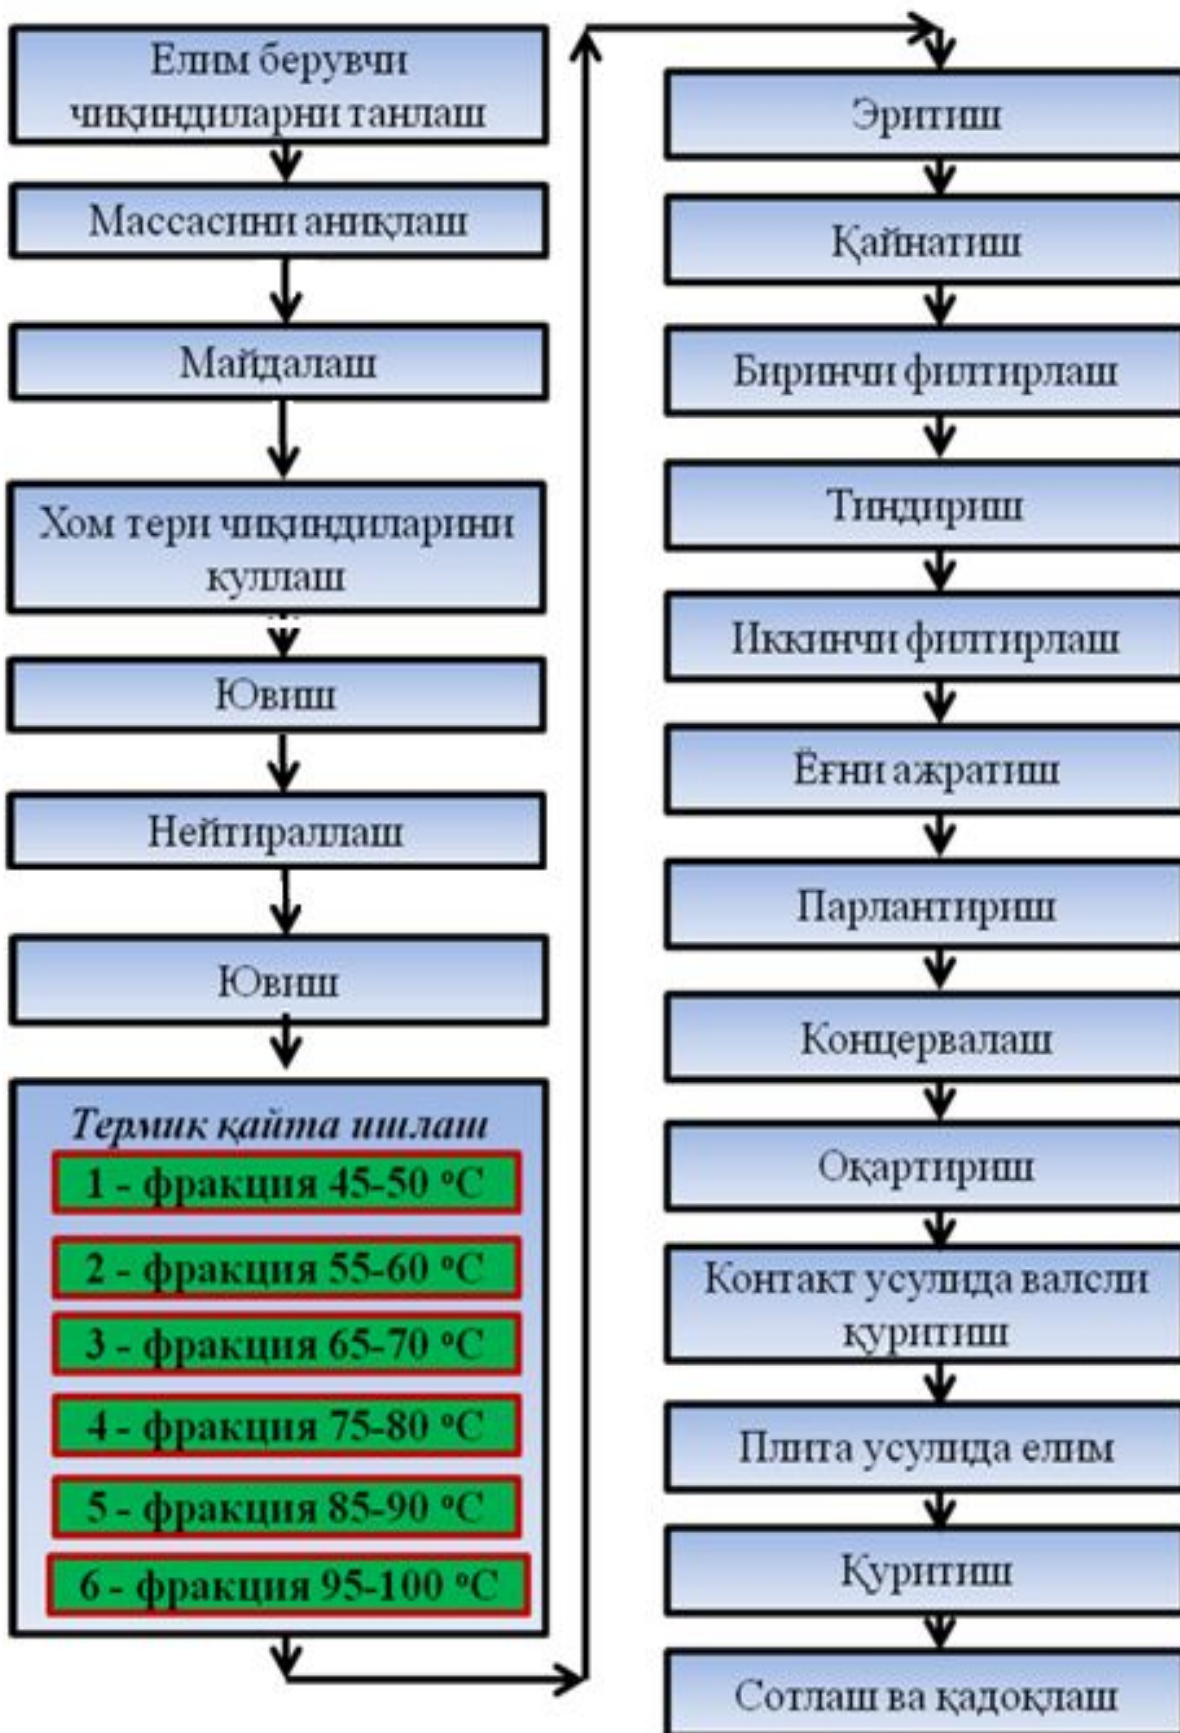 Елим берувчи
чиқиндиларни танлаш
Массасини аниқлаш
Майдалаш
Хом тери чиқиндиларини
куллаш
Ювиш
Нейтираллаш
Ювиш
Термик қайта ишлаш
1 - фракция 45-50 °С
2 - фракция 55-60 °С
3 - фракция 65-70 °С
4 - фракция 75-80 °С
5 - фракция 85-90 °С
6 - фракция 95-100 °С
Эритиш
Қайнатиш
Биринчи филтирлаш
Тиндириш
Иккинчи филтирлаш
Ёғни ажратиш
Парлантириш
Концервалаш
Оқартириш
Контакт усулида валсли
қуритиш
Плита усулида елим
Қуритиш
Сотлаш ва қадоқлаш